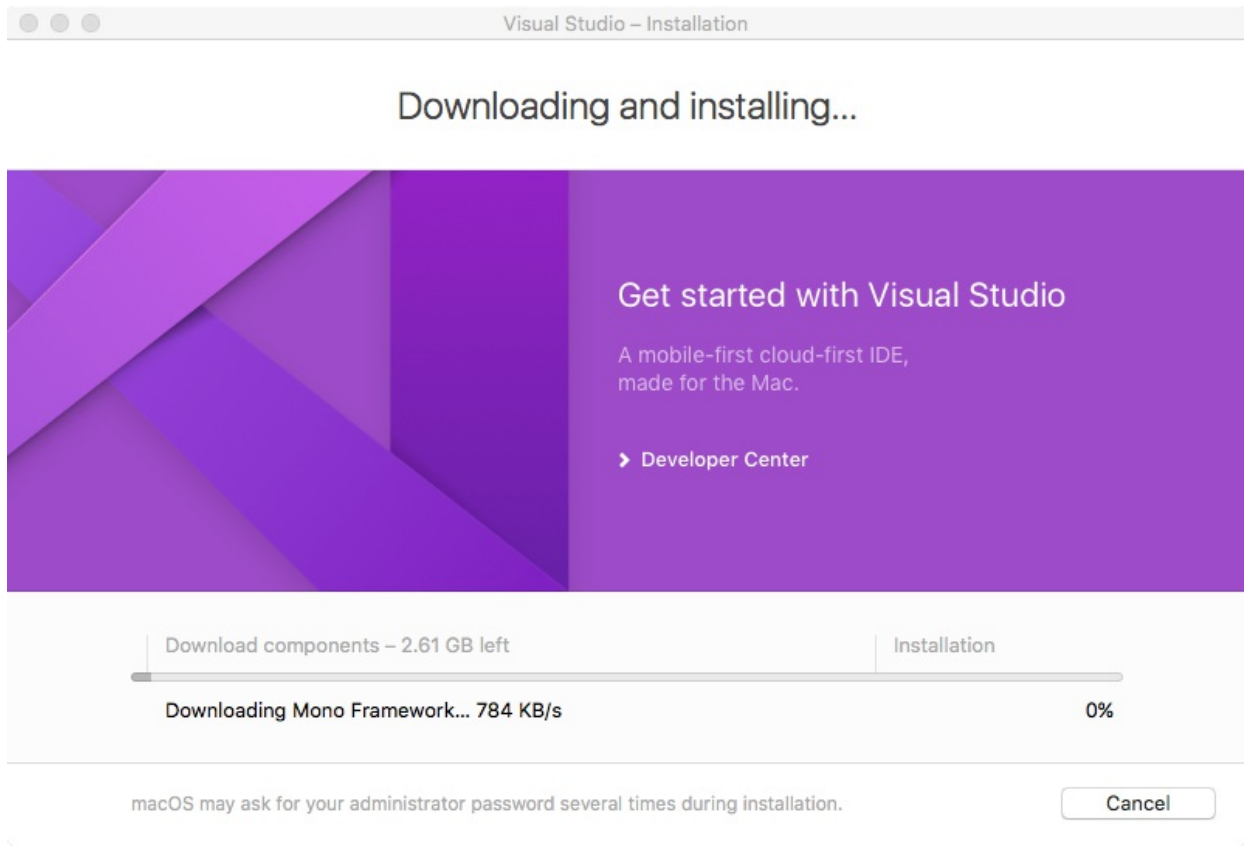 Visual Studio – Installation
Downloading and installing...
Get started with Visual Studio
A mobile-first cloud-first IDE,
made for the Mac.
Developer Center
Download components – 2.61 GB left
Installation
Downloading Mono Framework... 784 KB/s
0%
macOS may ask for your administrator password several times during installation.
Cancel